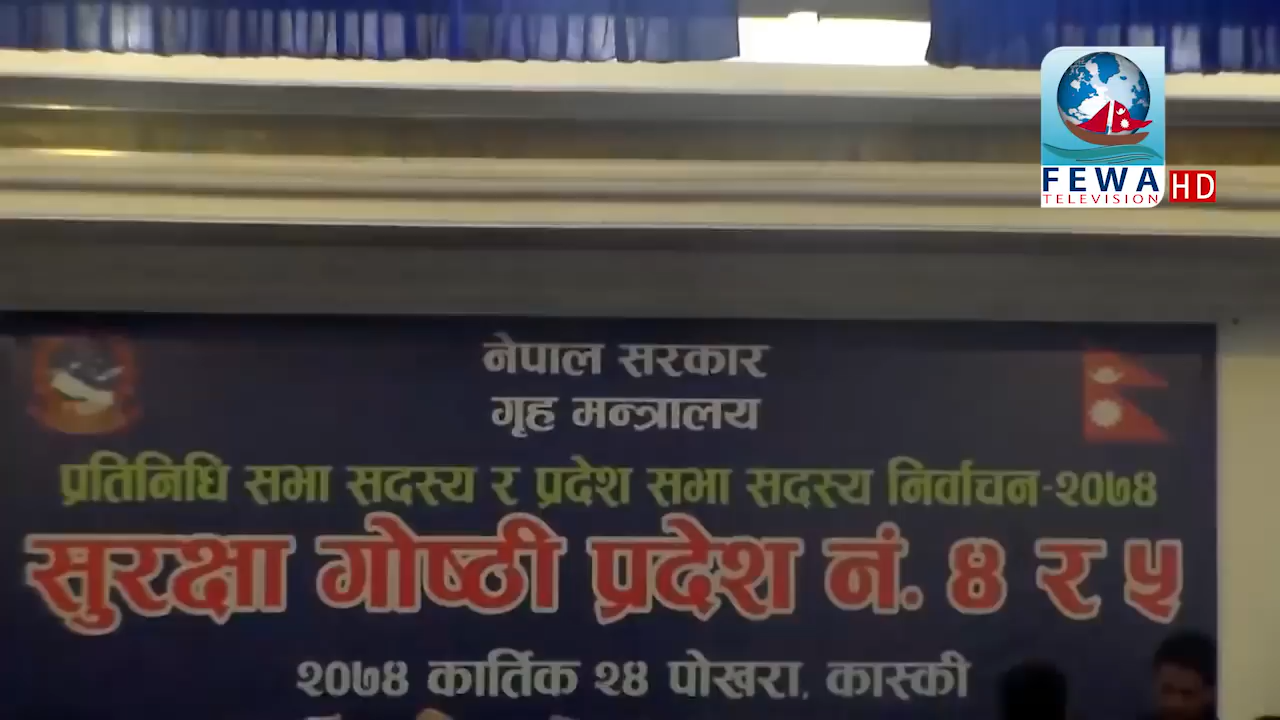 FEWA HD
TELEVISION
नेपाल सरकार
गृह मन्त्रालय
प्रतिनिधि सभा सदस्य र प्रदेश सभा सदस्य निर्वाचन-२०७४
सुरक्षा गोष्ठी प्रदेश नं. ४ र ५
२०७४ कार्तिक २४ पोखरा, कास्की